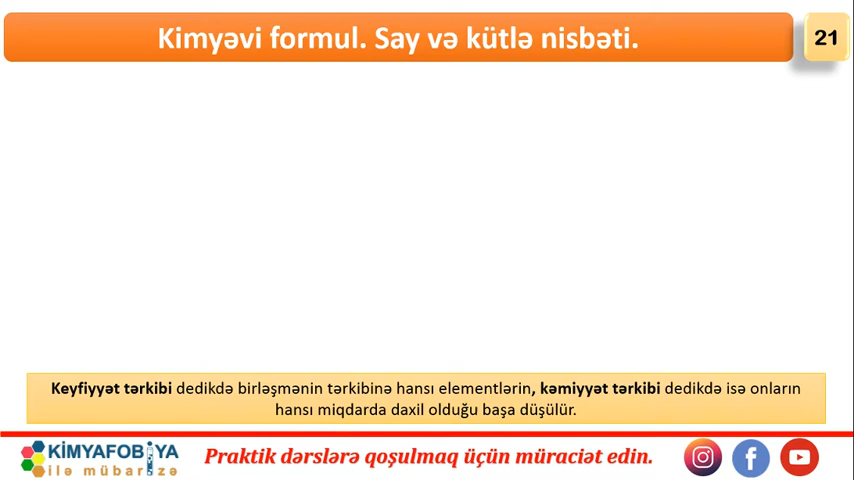 Kimyəvi formul. Say və kütlə nisbəti.
21
Keyfiyyət tərkibi dedikdə birləşmənin tərkibinə hansı elementlərin, kəmiyyət tərkibi dedikdə isə onların
hansı miqdarda daxil olduğu başa düşülür.
KİMYAFOBİYA
ilə mübarizə
Praktik dərslərə qoşulmaq üçün müraciət edin.